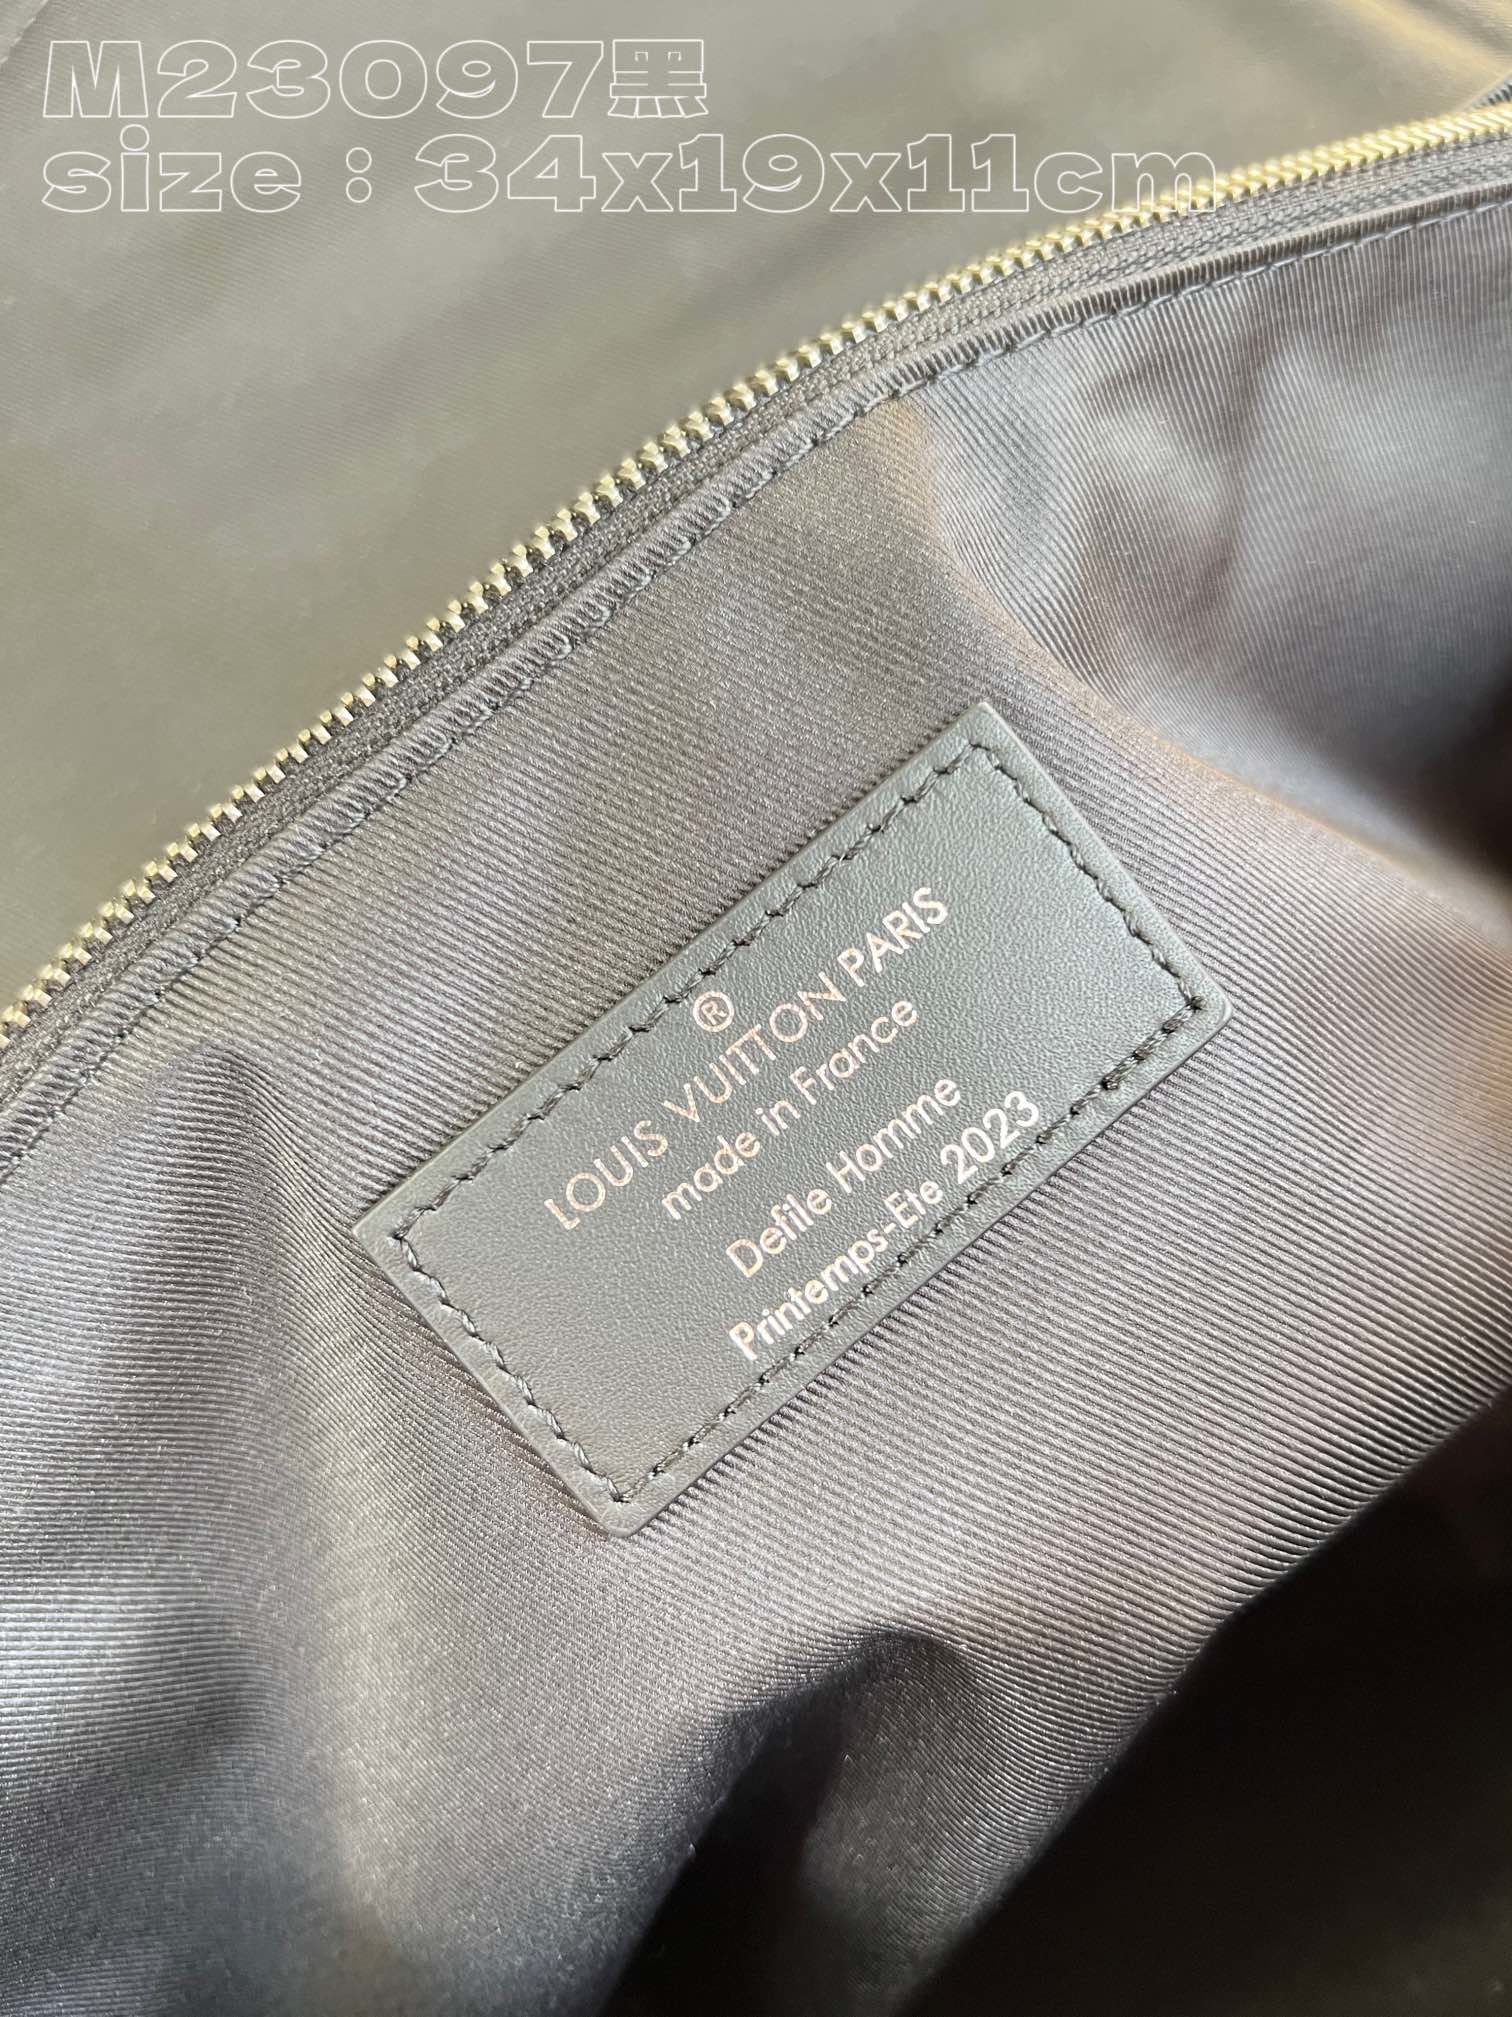 M23097黑
size：34x19x11cm
®
LOUIS VUITTON PARIS
made in France
Defile Homme
Printemps-Ete 2023